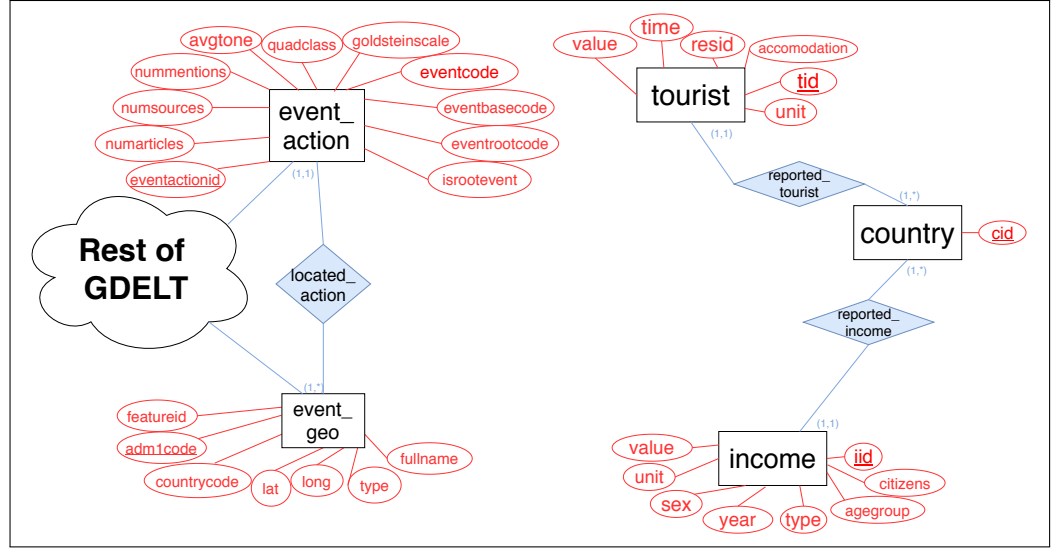 avgtone
quadclass
goldsteinscale
nummentions
eventcode
numsources
event_
action
eventbasecode
numarticles
eventrootcode
eventactionid
isrootevent
(1,1)
Rest of
GDELT
located_
action
(1,*)
featureid
event_
geo
adm1code
fullname
countrycode
lat
long
type
time
value
resid
accomodation
tourist
tid
unit
(1,1)
reported_
tourist
(1,*)
country
cid
(1,*)
reported_
income
(1,1)
value
income
iid
unit
citizens
sex
agegroup
year
type